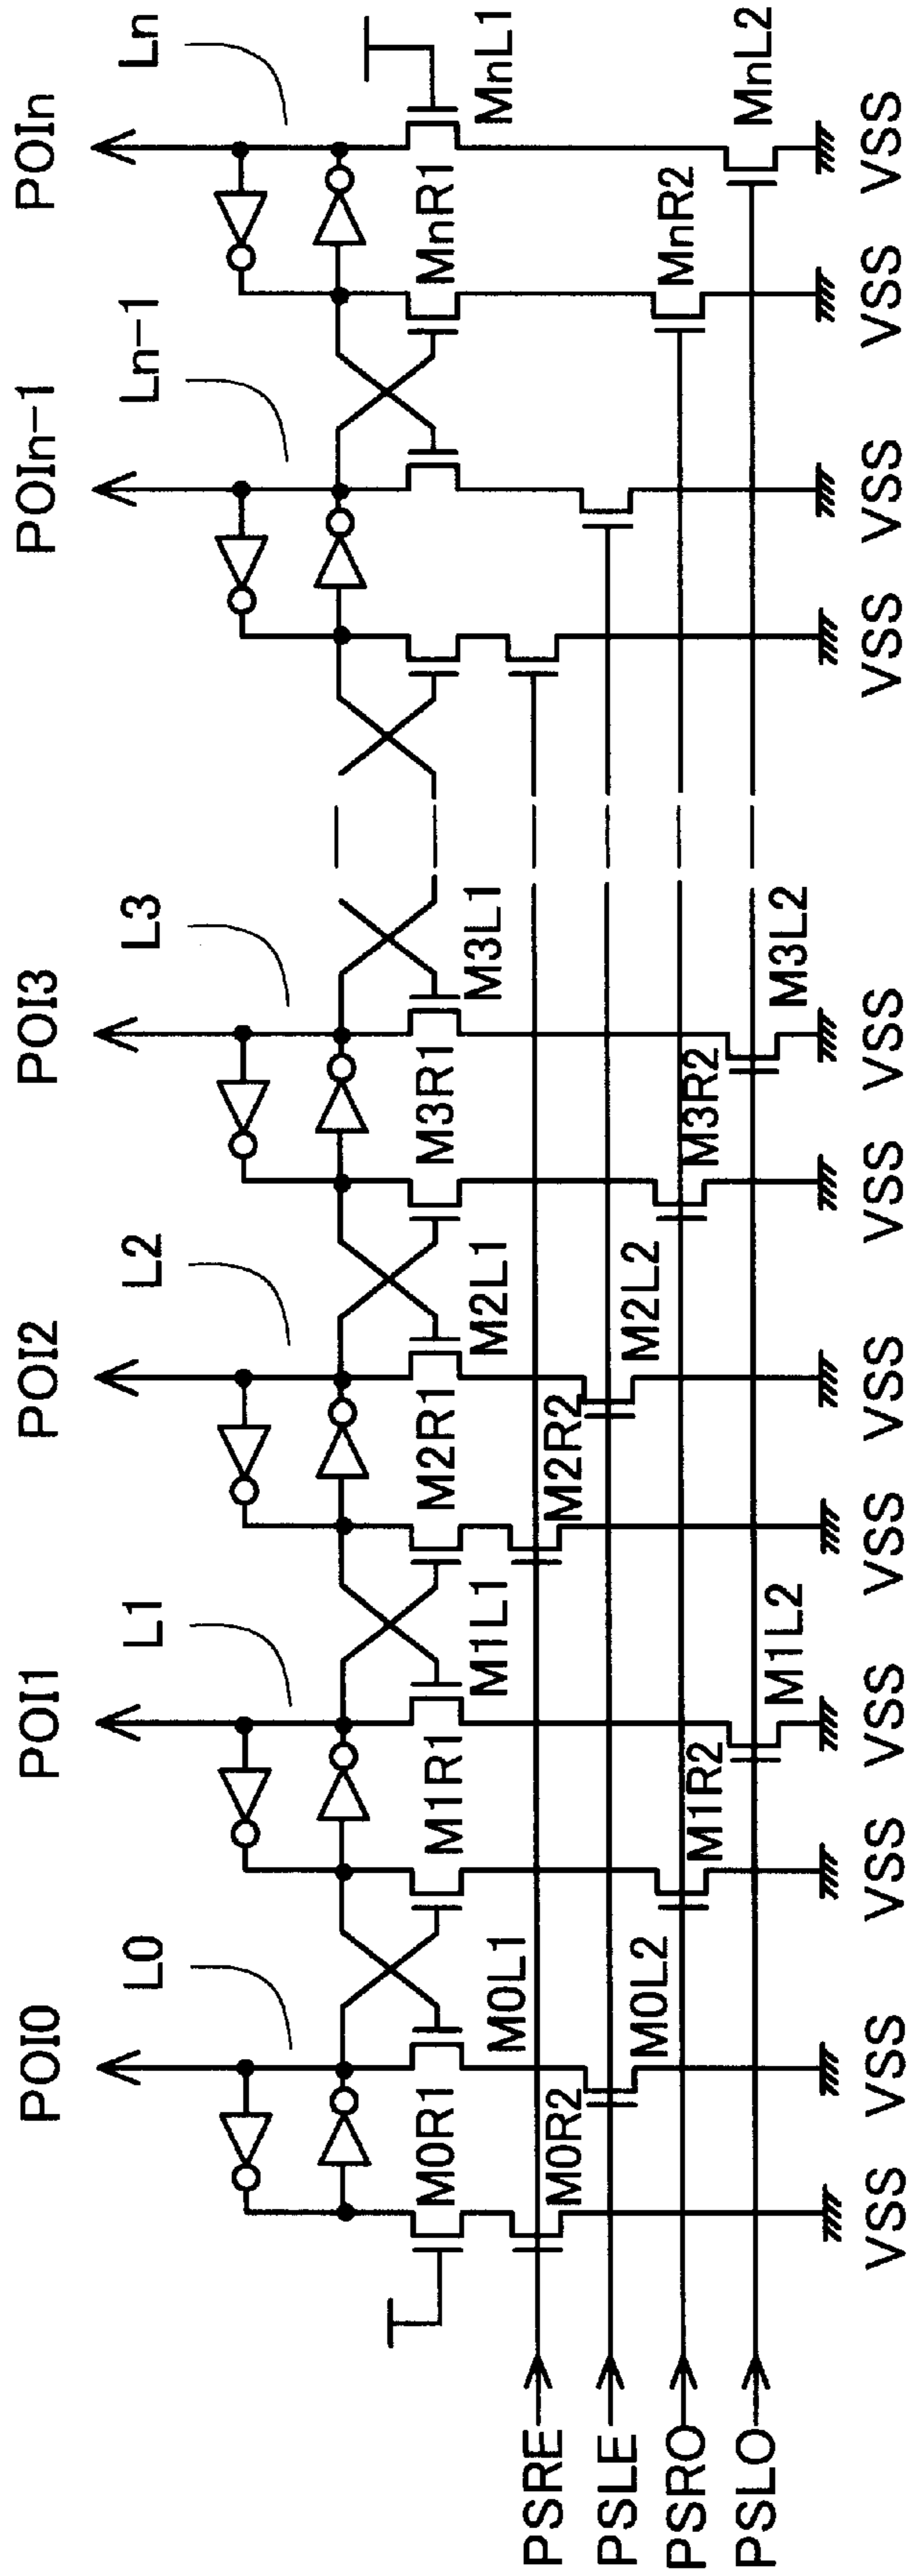 POI0 POI1 POI2 POI3 POIn-1 POIn
L0 L1 L2 L3 Ln-1 Ln
M0R1 M1R1 M2R1 M3R1 MnR1
M0L1 M1L1 M2L1 M3L1 MnL1
PSRE
M0R2 M2R2
PSLE
M0L2 M2L2
PSRO
M1R2 M3R2 MnR2
PSLO
M1L2 M3L2 MnL2
VSS VSS VSS VSS VSS VSS VSS VSS VSS VSS VSS VSS